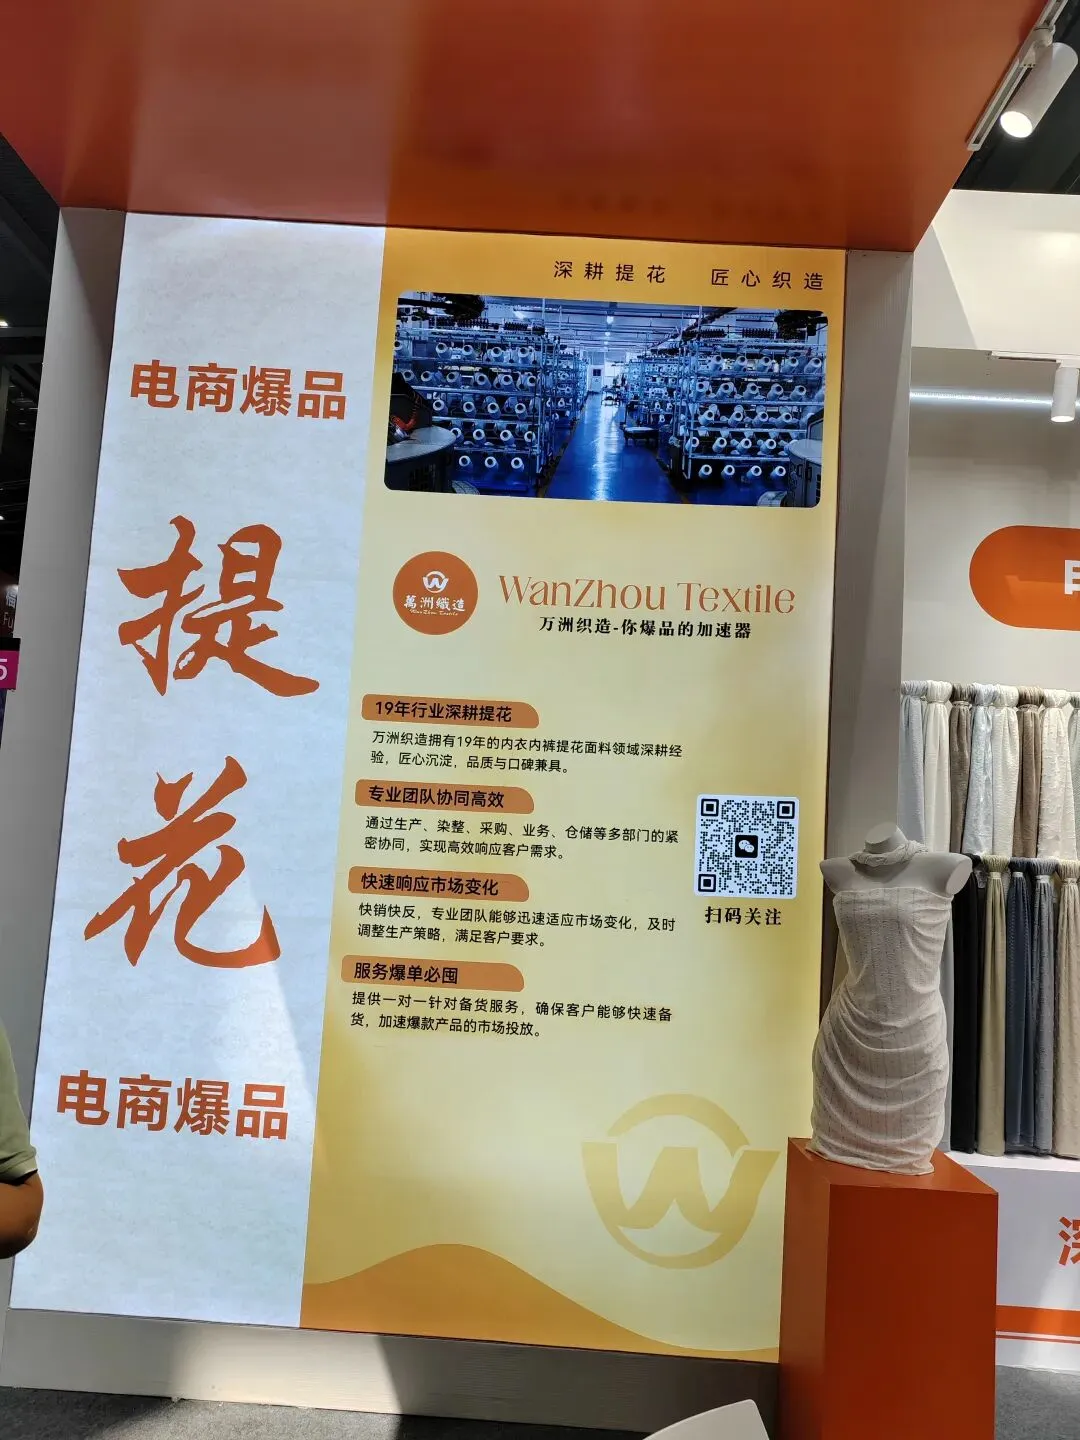 深耕提花 匠心织造
电商爆品
提花
电商爆品
萬洲織造
WanZhou Textile
WanZhou Textile
万洲织造-你爆品的加速器
19年行业深耕提花
万洲织造拥有19年的内衣内裤提花面料领域深耕经
验，匠心沉淀，品质与口碑兼具。
专业团队协同高效
通过生产、染整、采购、业务、仓储等多部门的紧
密协同，实现高效响应客户需求。
快速响应市场变化
快销快反，专业团队能够迅速适应市场变化，及时
调整生产策略，满足客户要求。
服务爆单必囤
提供一对一针对备货服务，确保客户能够快速备
货，加速爆款产品的市场投放。
扫码关注
深
Fu
5